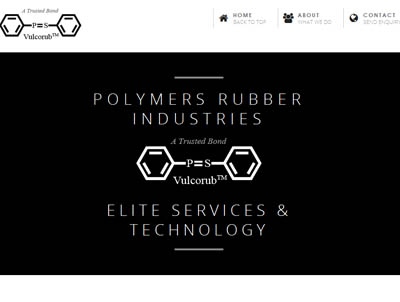 A Trusted Bond
P=S
Vulcorub™
HOME
BACK TO TOP
ABOUT
WHAT WE DO
CONTACT
SEND ENQUIRY
POLYMERS RUBBER
INDUSTRIES
A Trusted Bond
P=S
Vulcorub™
ELITE SERVICES &
TECHNOLOGY